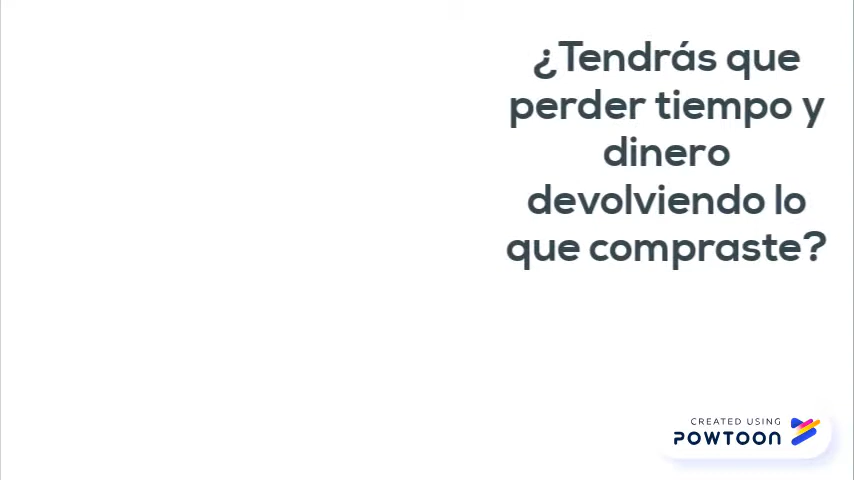 ¿Tendrás que
perder tiempo y
dinero
devolviendo lo
que compraste?
CREATED USING
POWTOON